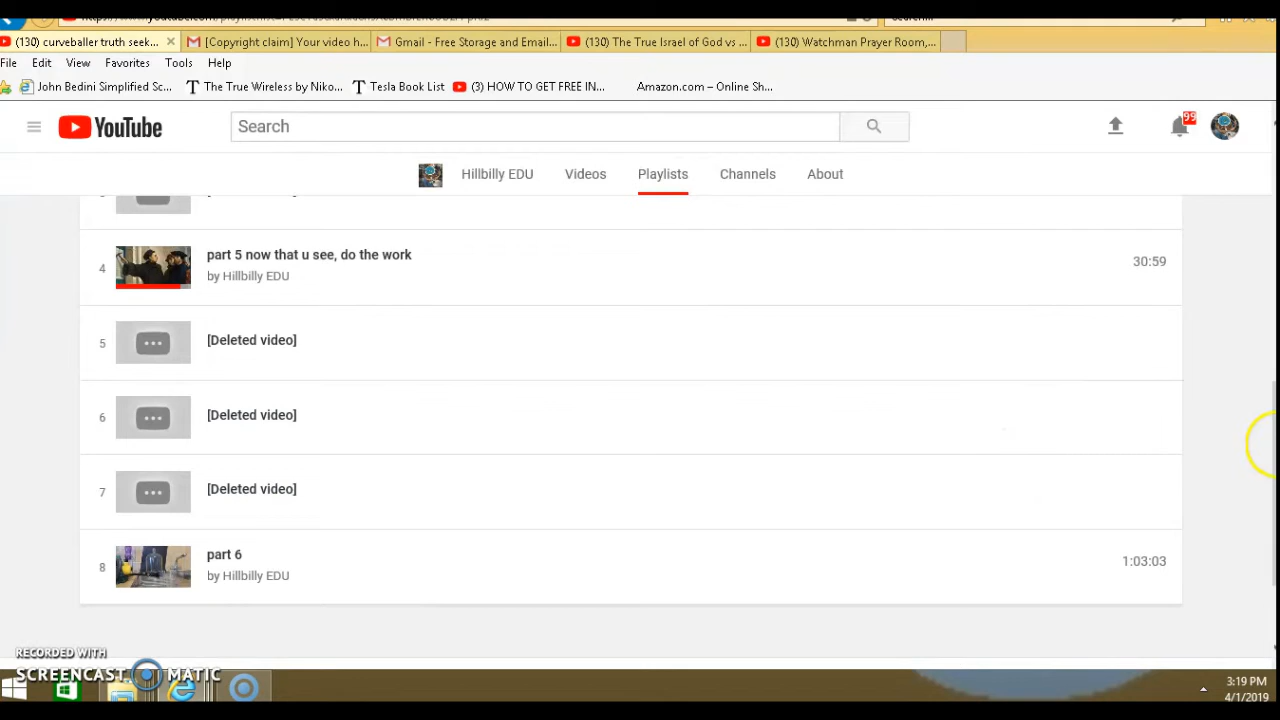 (130) curveballer truth seek...
[Copyright claim] Your video h...
Gmail - Free Storage and Email...
(130) The True Israel of God vs ...
(130) Watchman Prayer Room,...
File Edit View Favorites Tools Help
John Bedini Simplified Sc...
The True Wireless by Niko...
Tesla Book List
(3) HOW TO GET FREE IN...
Amazon.com – Online Sh...
YouTube
Search
99
Hillbilly EDU
Videos
Playlists
Channels
About
4
part 5 now that u see, do the work
by Hillbilly EDU
30:59
5
[Deleted video]
6
[Deleted video]
7
[Deleted video]
8
part 6
by Hillbilly EDU
1:03:03
RECORDED WITH
SCREENCAST MATIC
3:19 PM
4/1/2019